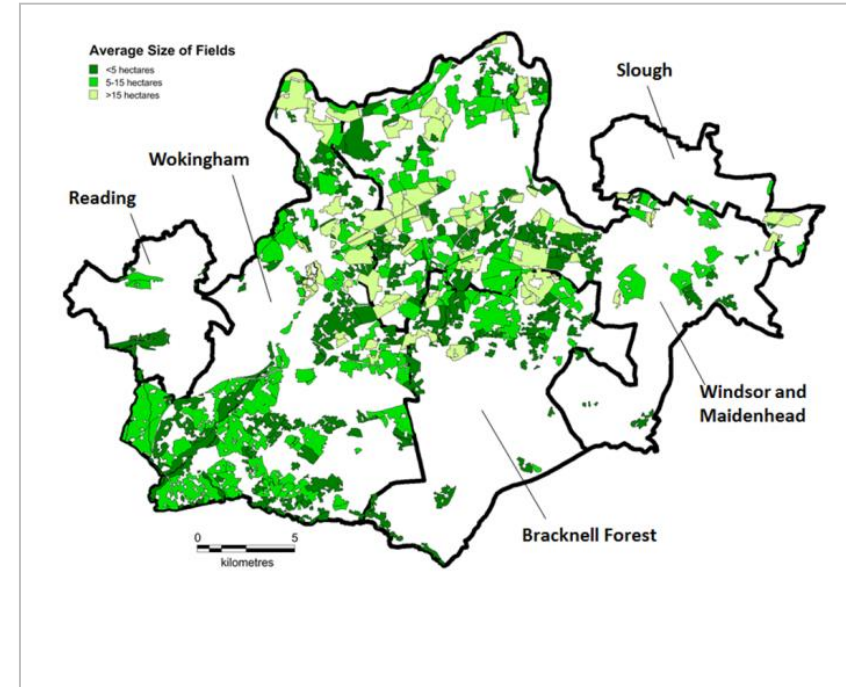 Average Size of Fields
<5 hectares
5-15 hectares
>15 hectares
Slough
Wokingham
Reading
Windsor and
Maidenhead
Bracknell Forest
0 5
kilometres